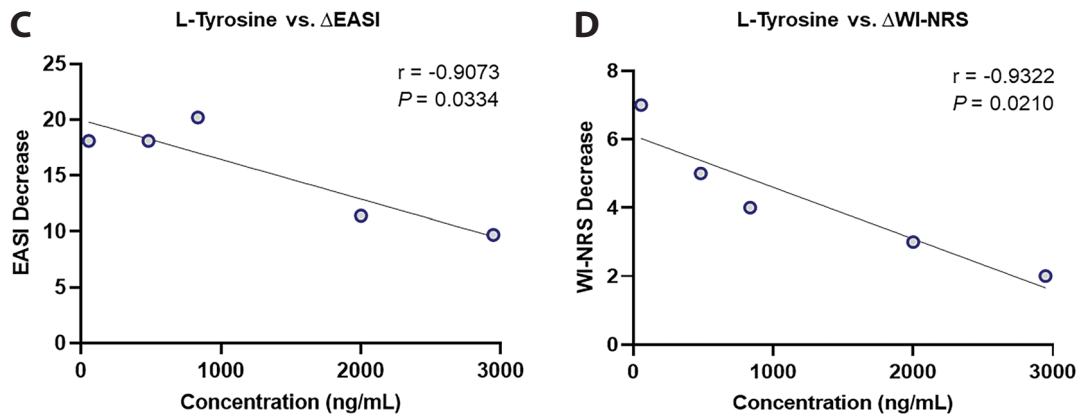 C
L-Tyrosine vs. ΔEASI
r = -0.9073
P = 0.0334
EASI Decrease
25
20
15
10
5
0
0 1000 2000 3000
Concentration (ng/mL)
D
L-Tyrosine vs. ΔWI-NRS
r = -0.9322
P = 0.0210
WI-NRS Decrease
8
6
4
2
0
0 1000 2000 3000
Concentration (ng/mL)